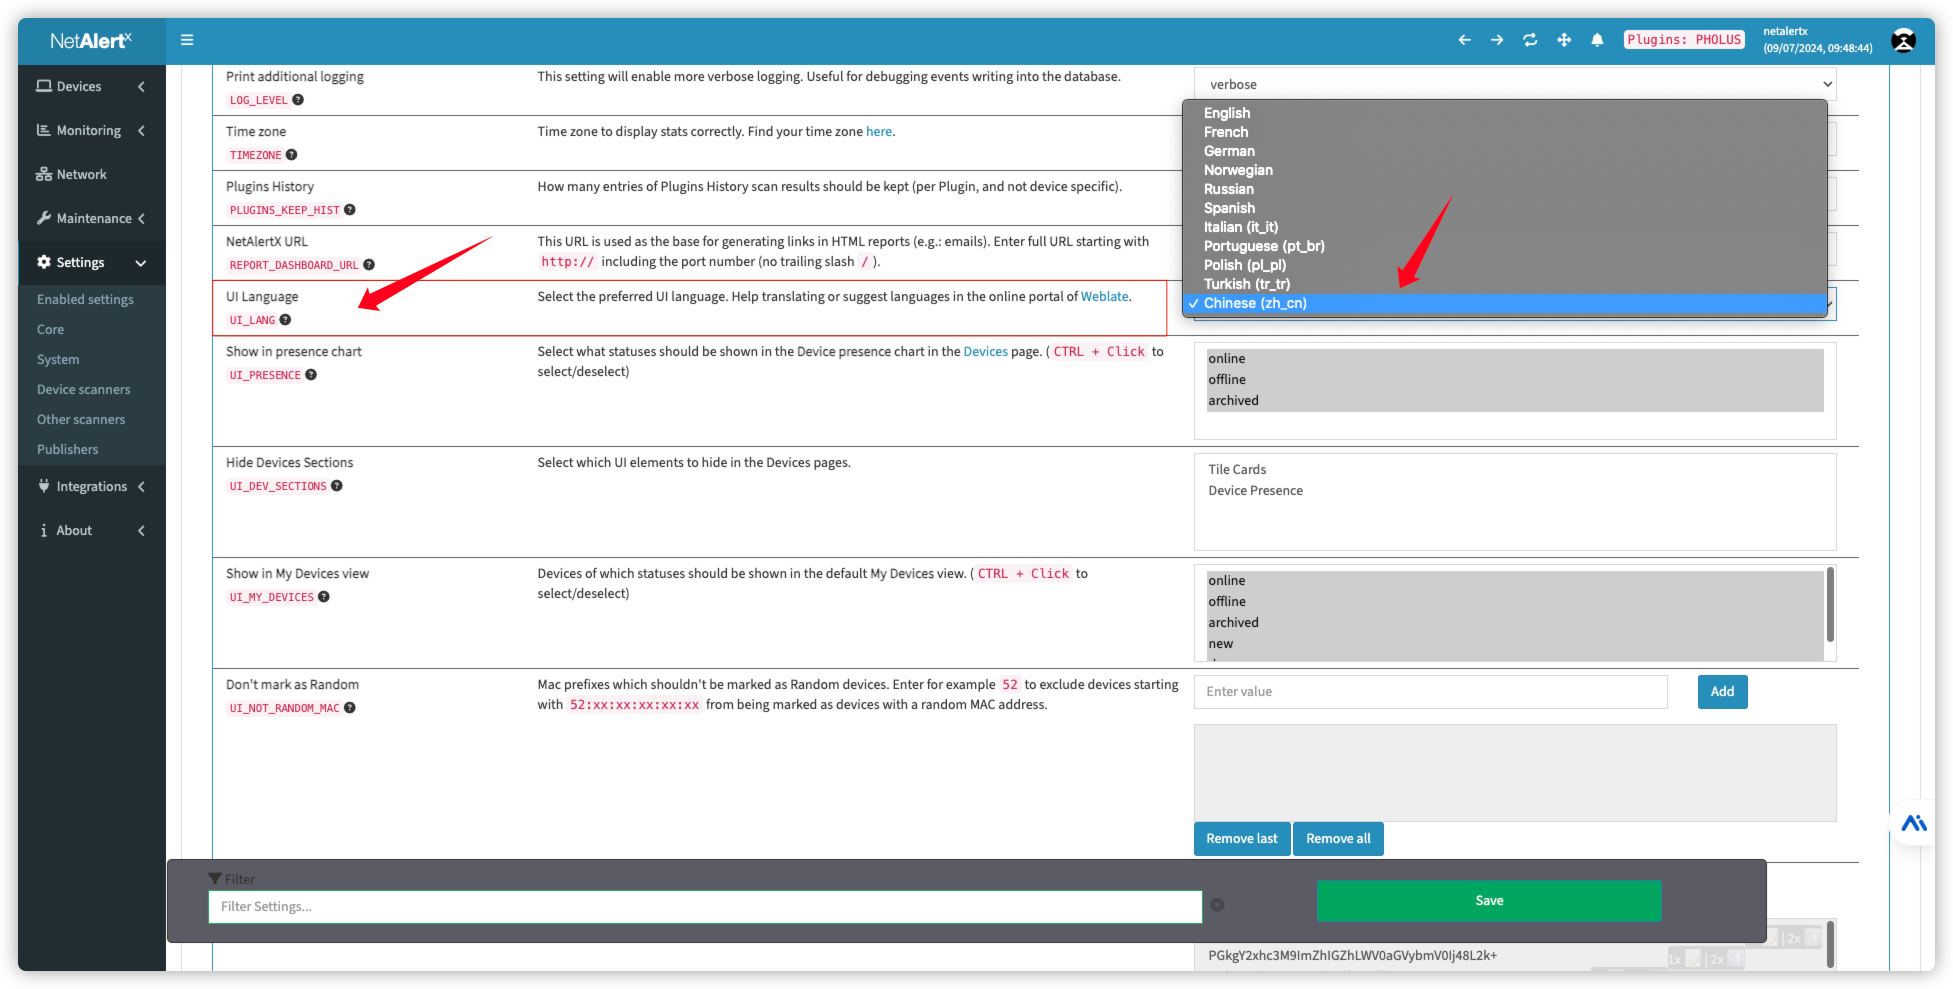 NetAlertx
Plugins: PHOLUS
netalertx
(09/07/2024, 09:48:44)
Devices
Monitoring
Network
Maintenance
Settings
Enabled settings
Core
System
Device scanners
Other scanners
Publishers
Integrations
About
Print additional logging
LOG_LEVEL
This setting will enable more verbose logging. Useful for debugging events writing into the database.
verbose
Time zone
TIMEZONE
Time zone to display stats correctly. Find your time zone here.
Plugins History
PLUGINS_KEEP_HIST
How many entries of Plugins History scan results should be kept (per Plugin, and not device specific).
NetAlertX URL
REPORT_DASHBOARD_URL
This URL is used as the base for generating links in HTML reports (e.g.: emails). Enter full URL starting with
http:// including the port number (no trailing slash / ).
UI Language
UI_LANG
Select the preferred UI language. Help translating or suggest languages in the online portal of Weblate.
English
French
German
Norwegian
Russian
Spanish
Italian (it_it)
Portuguese (pt_br)
Polish (pl_pl)
Turkish (tr_tr)
✓ Chinese (zh_cn)
Show in presence chart
UI_PRESENCE
Select what statuses should be shown in the Device presence chart in the Devices page. ( CTRL + Click to
select/deselect)
online
offline
archived
Hide Devices Sections
UI_DEV_SECTIONS
Select which UI elements to hide in the Devices pages.
Tile Cards
Device Presence
Show in My Devices view
UI_MY_DEVICES
Devices of which statuses should be shown in the default My Devices view. ( CTRL + Click to
select/deselect)
online
offline
archived
new
Don't mark as Random
UI_NOT_RANDOM_MAC
Mac prefixes which shouldn't be marked as Random devices. Enter for example 52 to exclude devices starting
with 52:xx:xx:xx:xx:xx from being marked as devices with a random MAC address.
Enter value
Add
Remove last
Remove all
Filter
Filter Settings...
Save
| 2x
PGkgY2xhc3M9ImZhIGZhLWV0aGVybmV0Ij48L2k+
1x | 2x